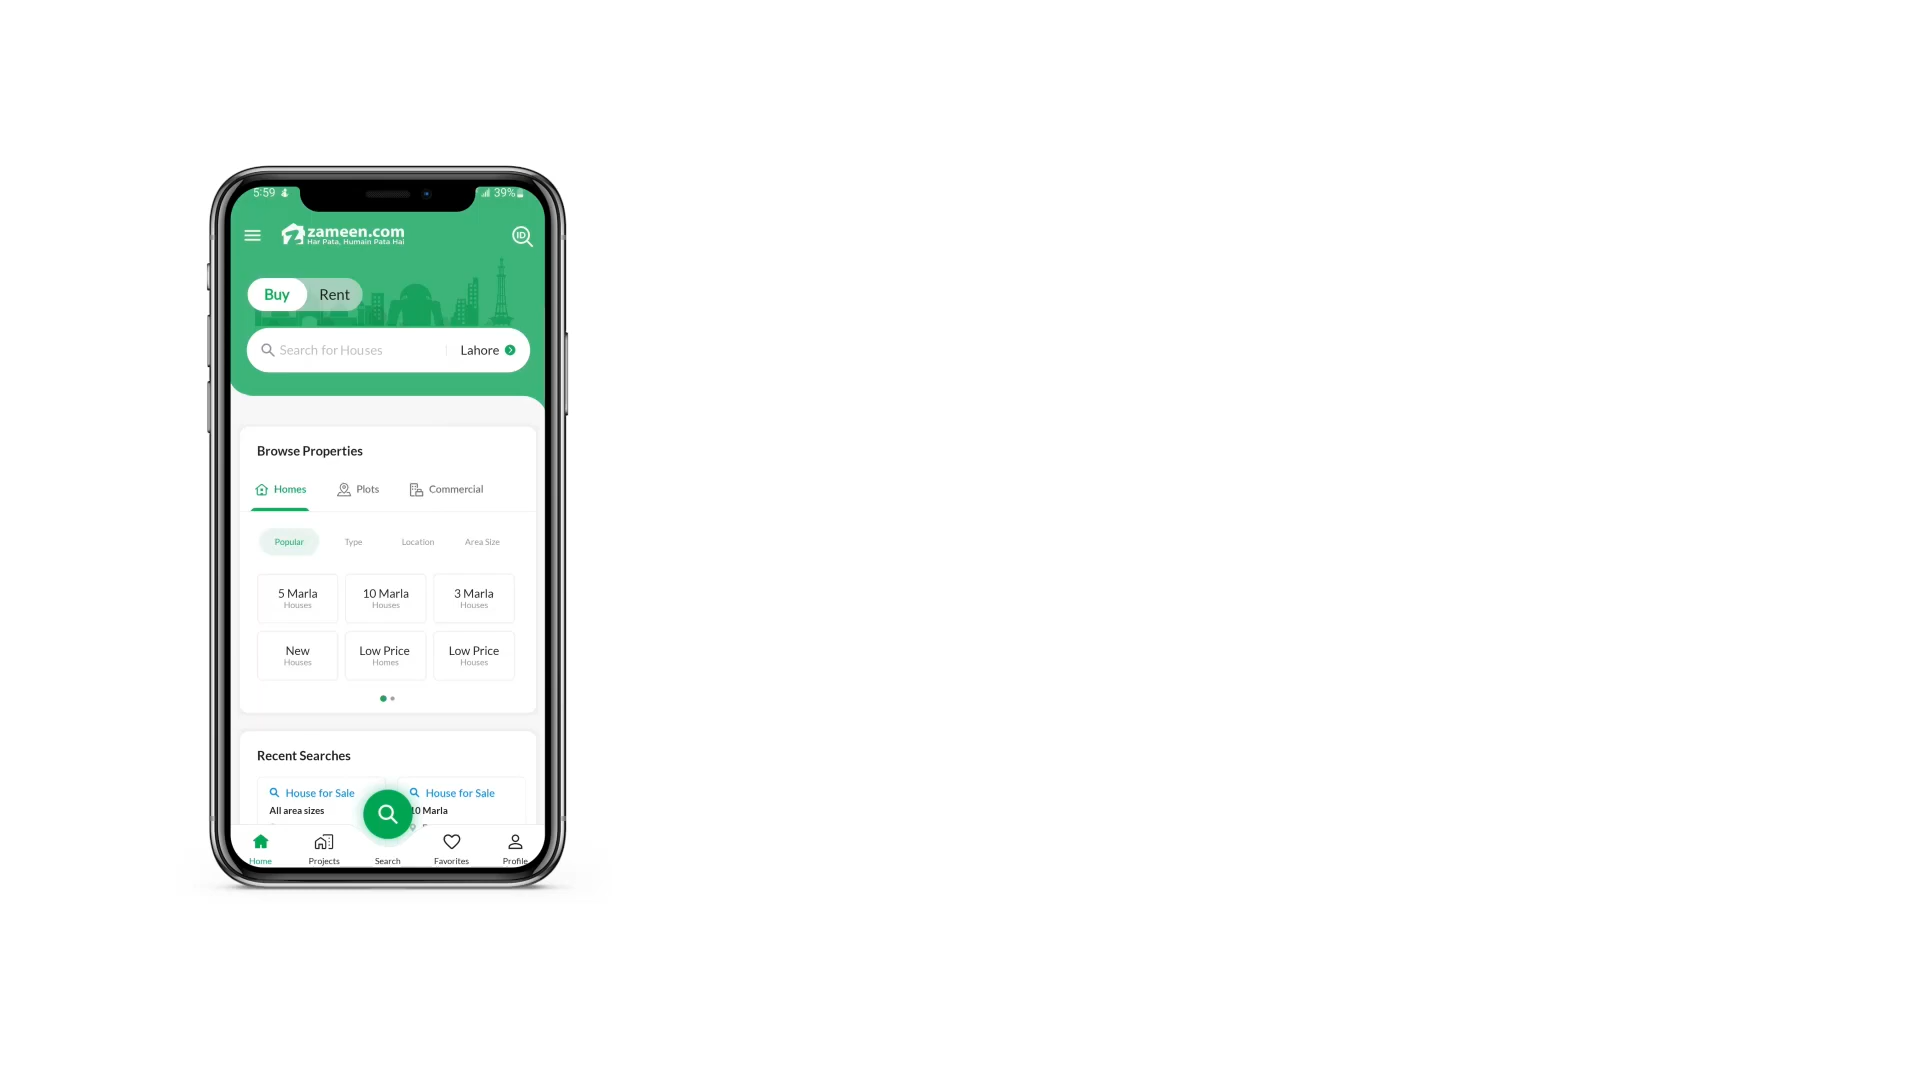 5:59 39%
zameen.com
Har Pata, Humain Pata Hai
ID
Buy Rent
Search for Houses Lahore
Browse Properties
Homes Plots Commercial
Popular Type Location Area Size
5 Marla 10 Marla 3 Marla
Houses Houses Houses
New Low Price Low Price
Houses Homes Houses
Recent Searches
House for Sale House for Sale
All area sizes 10 Marla
Home Projects Search Favorites Profile